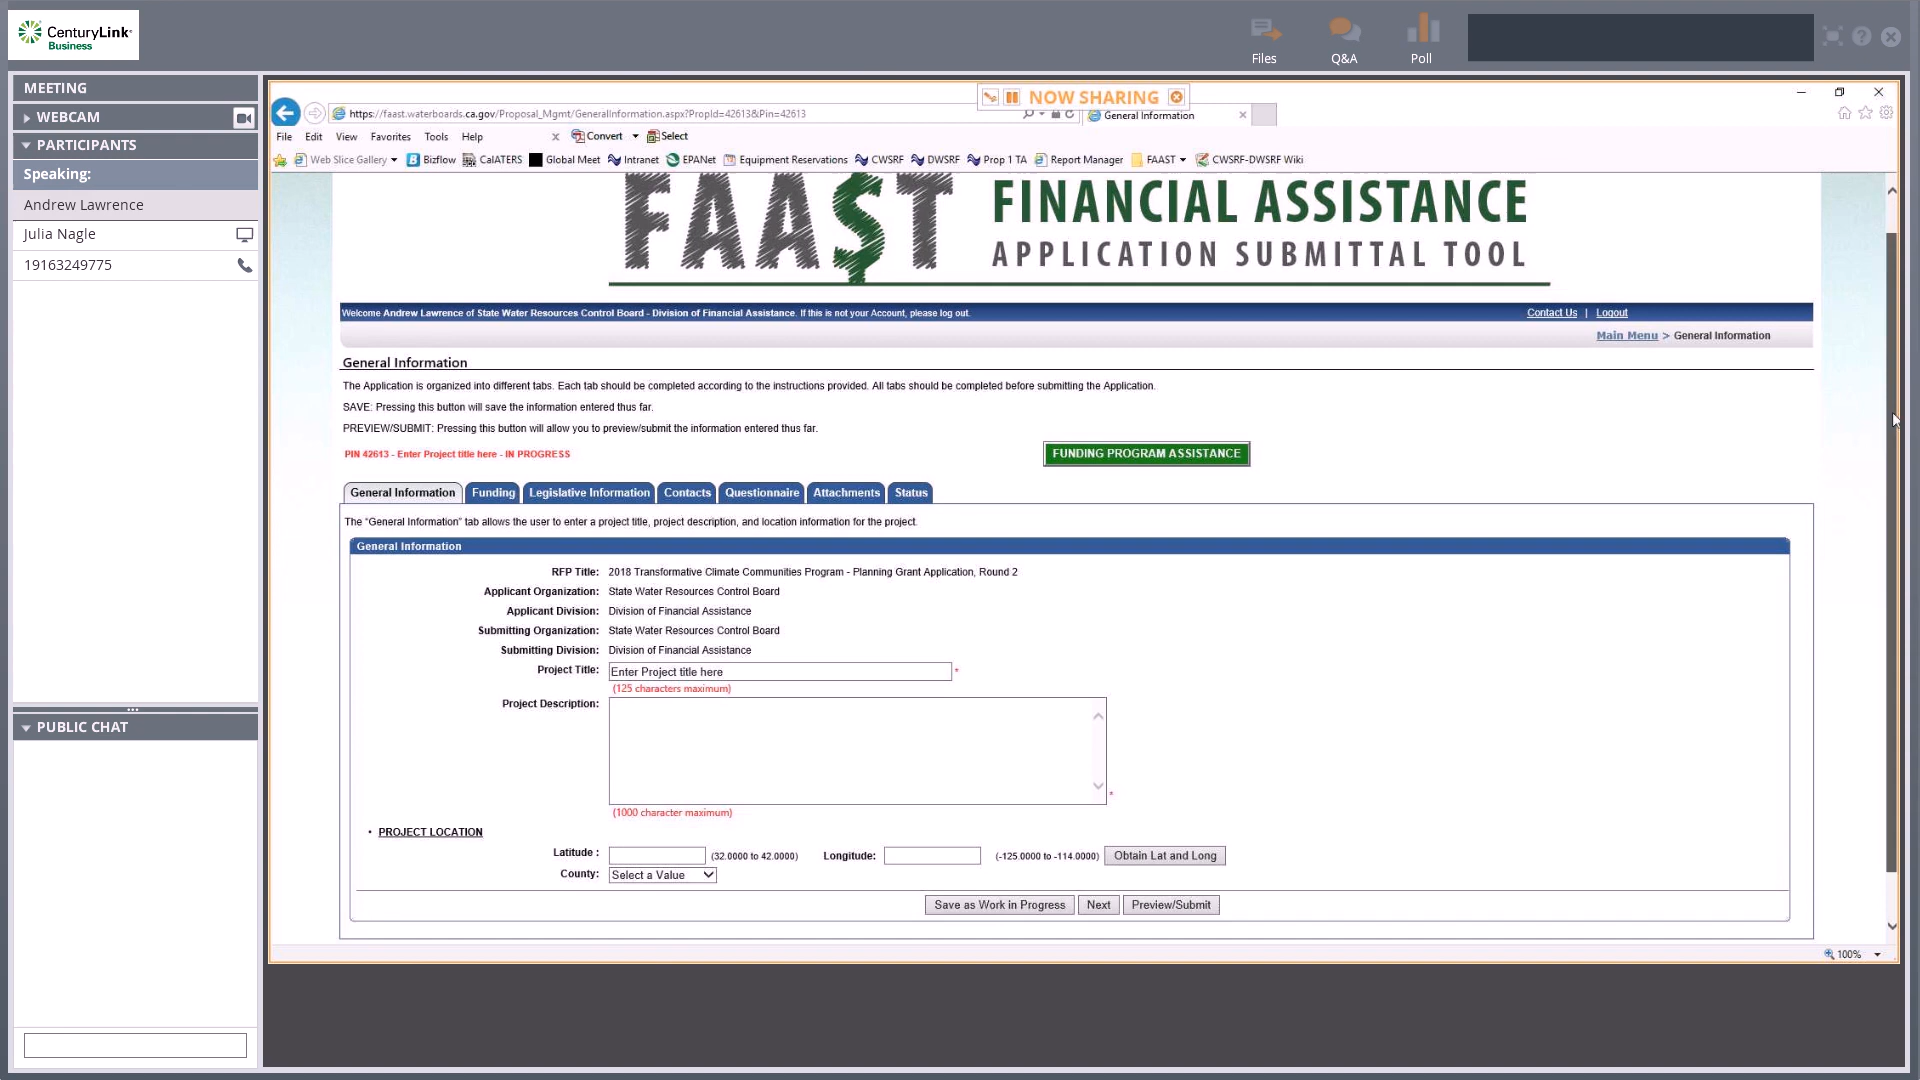 CenturyLink
Business
Files
Q&A
Poll
MEETING
WEBCAM
PARTICIPANTS
Speaking:
Andrew Lawrence
Julia Nagle
19163249775
PUBLIC CHAT
NOW SHARING
https://faast.waterboards.ca.gov/Proposal_Mgmt/GeneralInformation.aspx?PropId=42613&Pin=42613
General Information
File Edit View Favorites Tools Help x Convert Select
Web Slice Gallery Bizflow CalATERS Global Meet Intranet EPANet Equipment Reservations CWSRF DWSRF Prop 1 TA Report Manager FAAST CWSRF-DWSRF Wiki
FAA$T FINANCIAL ASSISTANCE
APPLICATION SUBMITTAL TOOL
Welcome Andrew Lawrence of State Water Resources Control Board - Division of Financial Assistance. If this is not your Account, please log out.
Contact Us | Logout
Main Menu > General Information
General Information
The Application is organized into different tabs. Each tab should be completed according to the instructions provided. All tabs should be completed before submitting the Application.
SAVE: Pressing this button will save the information entered thus far.
PREVIEW/SUBMIT: Pressing this button will allow you to preview/submit the information entered thus far.
PIN 42613 - Enter Project title here - IN PROGRESS
FUNDING PROGRAM ASSISTANCE
General Information Funding Legislative Information Contacts Questionnaire Attachments Status
The "General Information" tab allows the user to enter a project title, project description, and location information for the project.
General Information
RFP Title: 2018 Transformative Climate Communities Program - Planning Grant Application, Round 2
Applicant Organization: State Water Resources Control Board
Applicant Division: Division of Financial Assistance
Submitting Organization: State Water Resources Control Board
Submitting Division: Division of Financial Assistance
Project Title: Enter Project title here *
(125 characters maximum)
Project Description: *
(1000 character maximum)
• PROJECT LOCATION
Latitude : (32.0000 to 42.0000) Longitude: (-125.0000 to -114.0000) Obtain Lat and Long
County: Select a Value
Save as Work in Progress Next Preview/Submit
100%